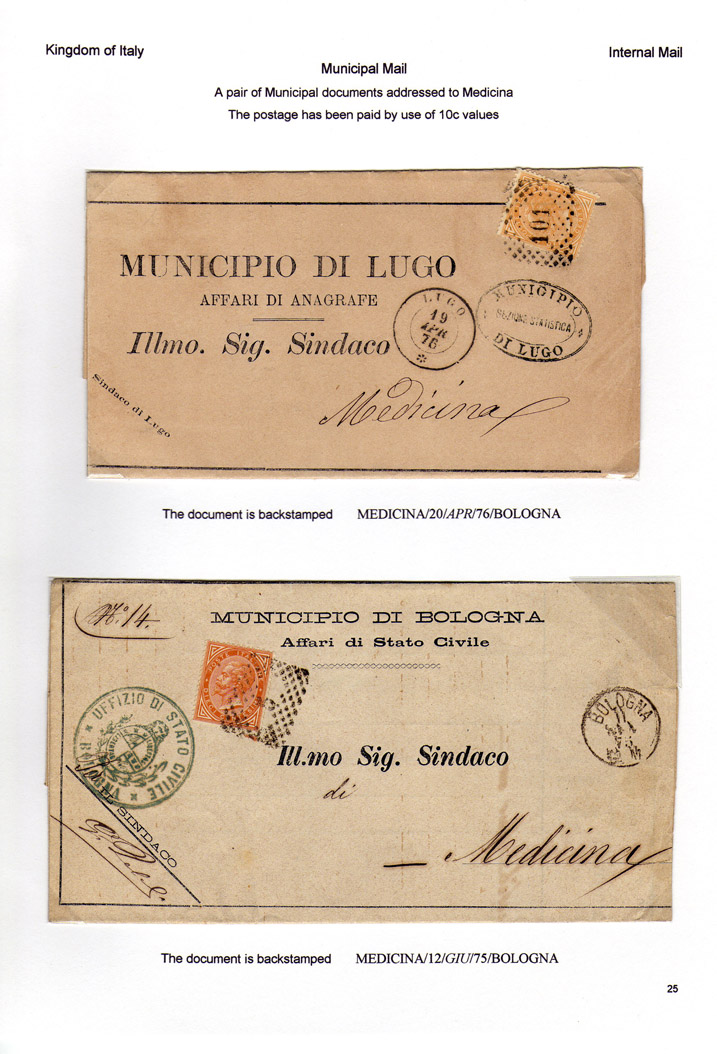 Kingdom of Italy
Internal Mail
Municipal Mail
A pair of Municipal documents addressed to Medicina
The postage has been paid by use of 10c values
101
MUNICIPIO DI LUGO
AFFARI DI ANAGRAFE
Illmo. Sig. Sindaco
LUGO
19
APR
76
MUNICIPIO
SEZIONE STATISTICA
DI LUGO
Sindaco di Lugo
Medicina
The document is backstamped MEDICINA/20/APR/76/BOLOGNA
N.º 14.
MUNICIPIO DI BOLOGNA
Affari di Stato Civile
UFFIZIO DI STATO CIVILE
BOLOGNA
Ill.mo Sig. Sindaco
di
Medicina
IL SINDACO
The document is backstamped MEDICINA/12/GIU/75/BOLOGNA
25